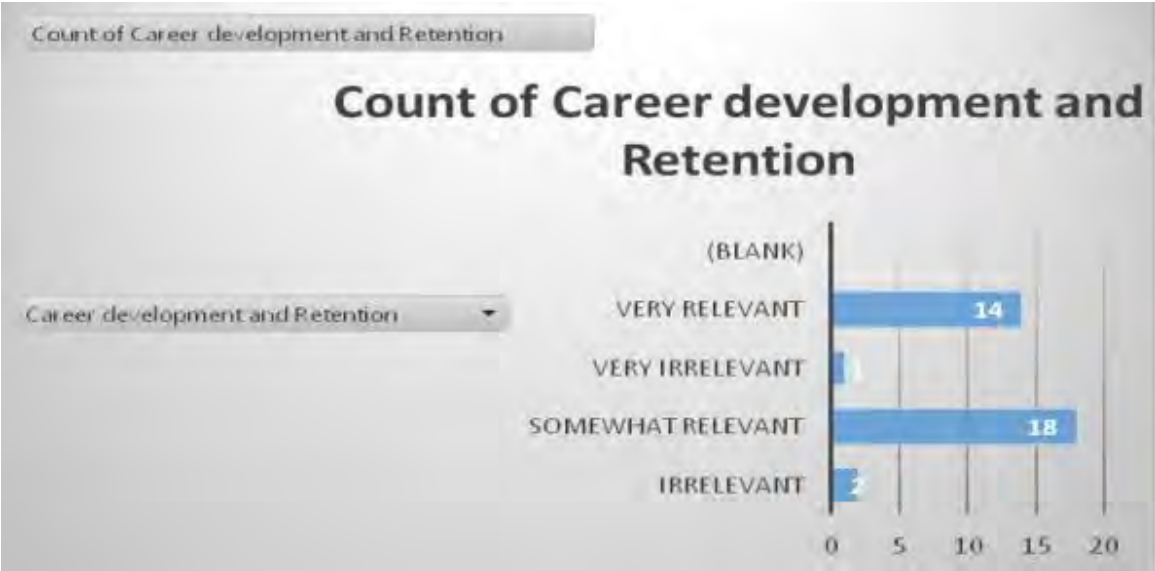 Count of Career development and Retention
Count of Career development and
Retention
(BLANK)
Career development and Retention
VERY RELEVANT
14
VERY IRRELEVANT
SOMEWHAT RELEVANT
18
IRRELEVANT
2
0 5 10 15 20